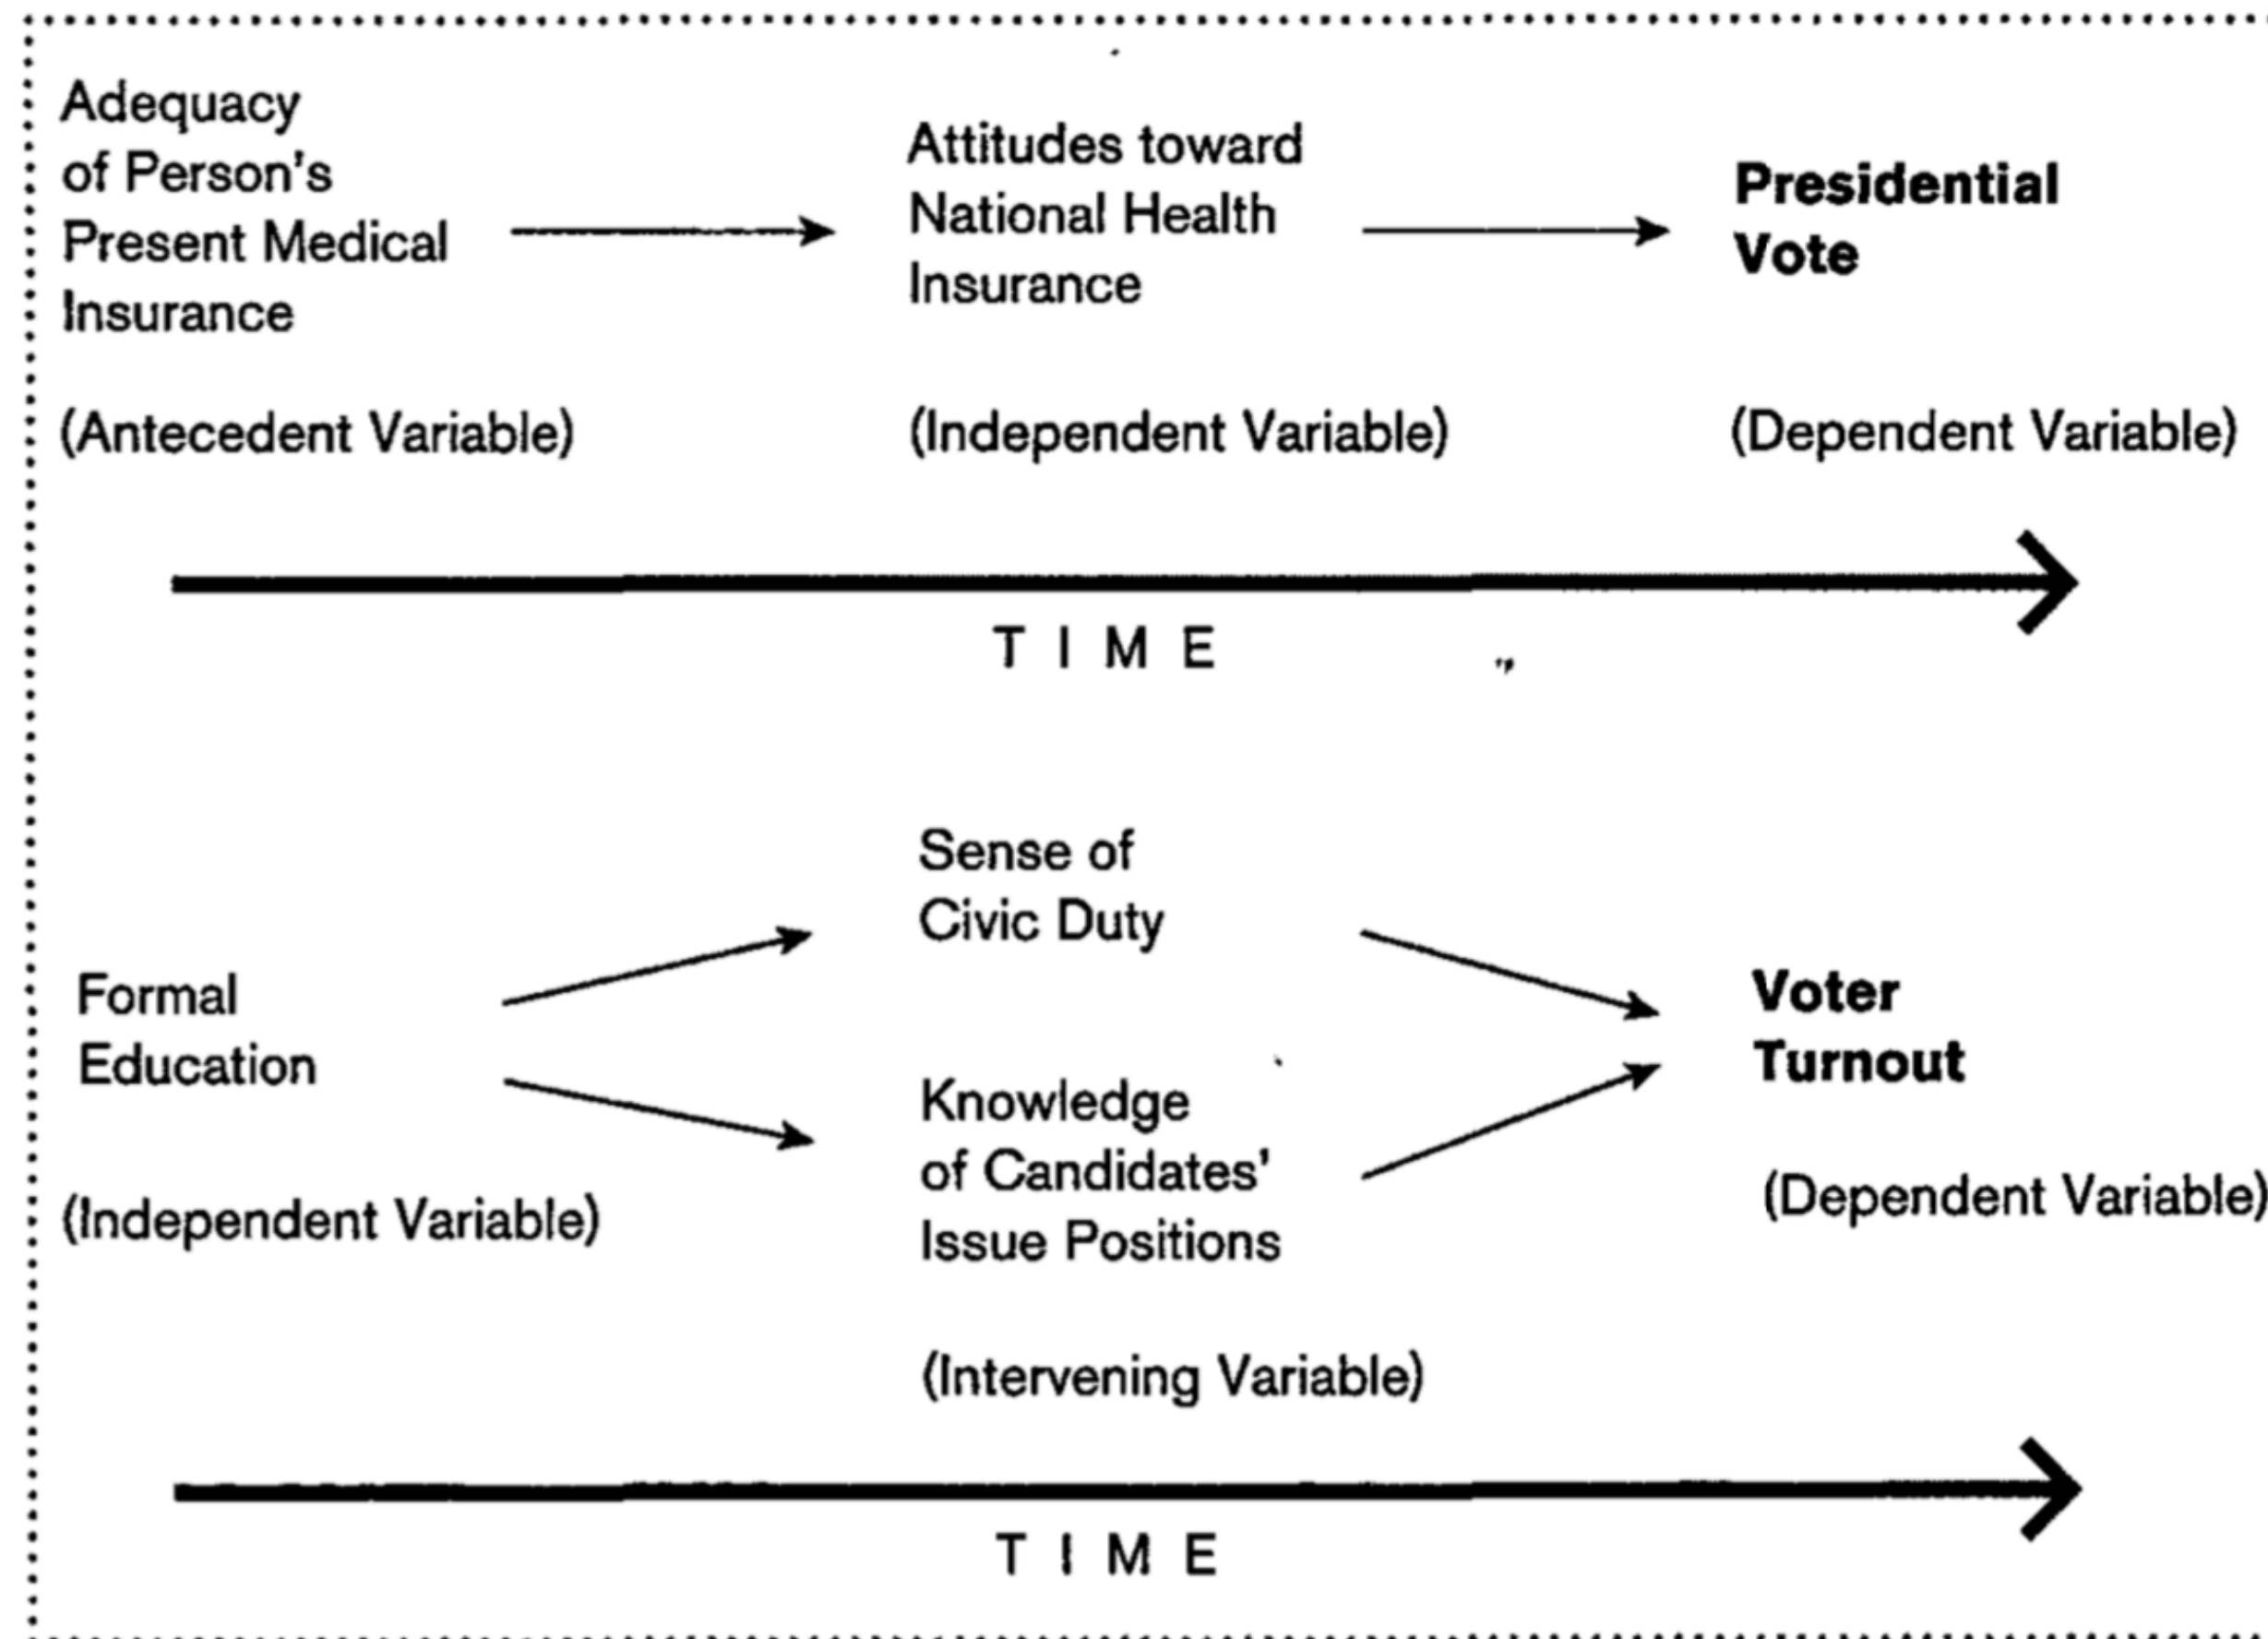 Adequacy
of Person's
Present Medical
Insurance
(Antecedent Variable)
Attitudes toward
National Health
Insurance
(Independent Variable)
Presidential
Vote
(Dependent Variable)
T I M E
Formal
Education
(Independent Variable)
Sense of
Civic Duty
Knowledge
of Candidates'
Issue Positions
(Intervening Variable)
Voter
Turnout
(Dependent Variable)
T I M E